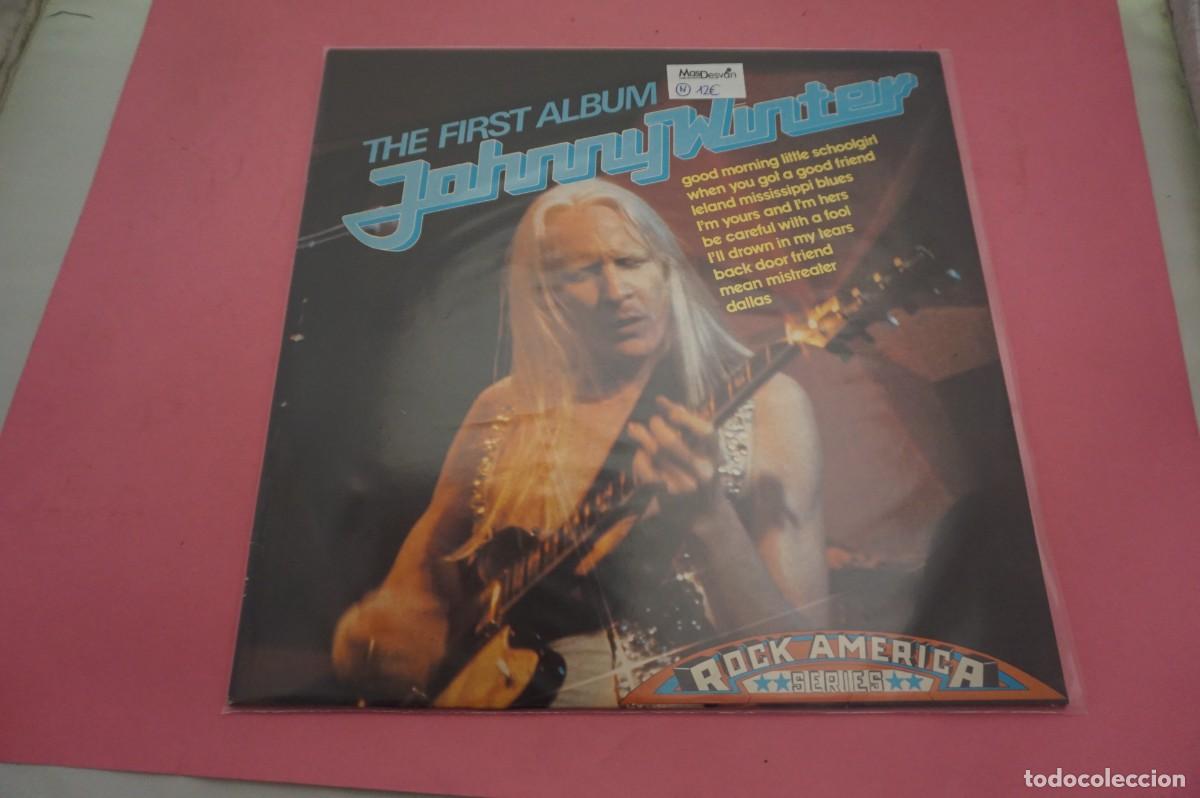 MasDesván
N 12€
THE FIRST ALBUM
Johnny Winter
good morning little schoolgirl
when you got a good friend
leland mississippi blues
I'm yours and I'm hers
be careful with a fool
I'll drown in my tears
back door friend
mean mistreater
dallas
ROCK AMERICA
SERIES
todocoleccion